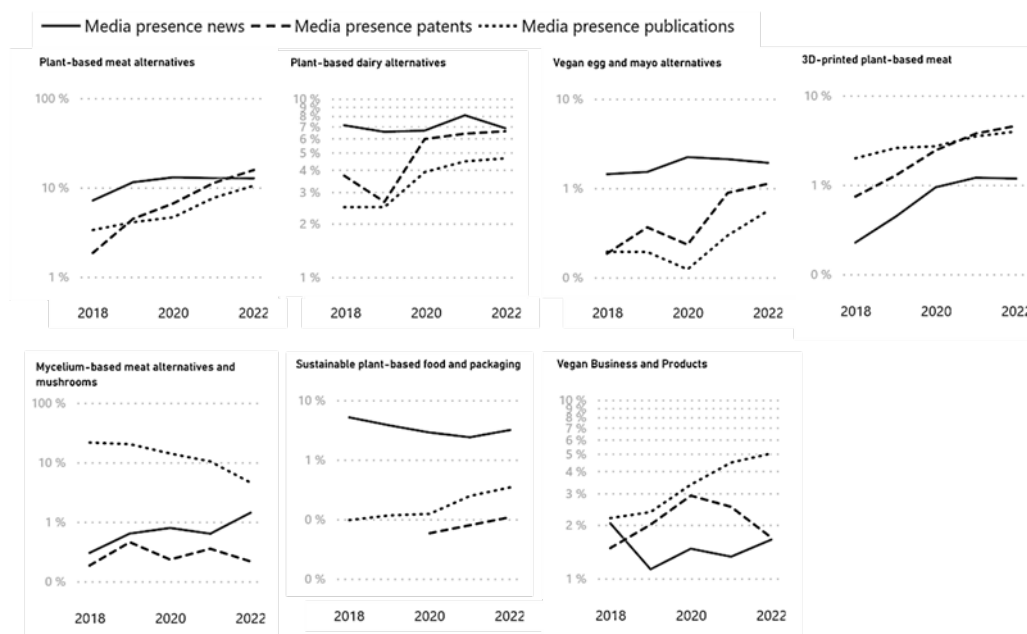 Media presence news Media presence patents Media presence publications
Plant-based meat alternatives
100 %
10 %
1 %
2018 2020 2022
Plant-based dairy alternatives
10 %
9 %
8 %
7 %
6 %
5 %
4 %
3 %
2 %
1 %
2018 2020 2022
Vegan egg and mayo alternatives
10 %
1 %
0 %
2018 2020 2022
3D-printed plant-based meat
10 %
1 %
0 %
2018 2020 2022
Mycelium-based meat alternatives and
mushrooms
100 %
10 %
1 %
0 %
2018 2020 2022
Sustainable plant-based food and packaging
10 %
1 %
0 %
0 %
2018 2020 2022
Vegan Business and Products
10 %
9 %
8 %
7 %
6 %
5 %
4 %
3 %
2 %
1 %
2018 2020 2022